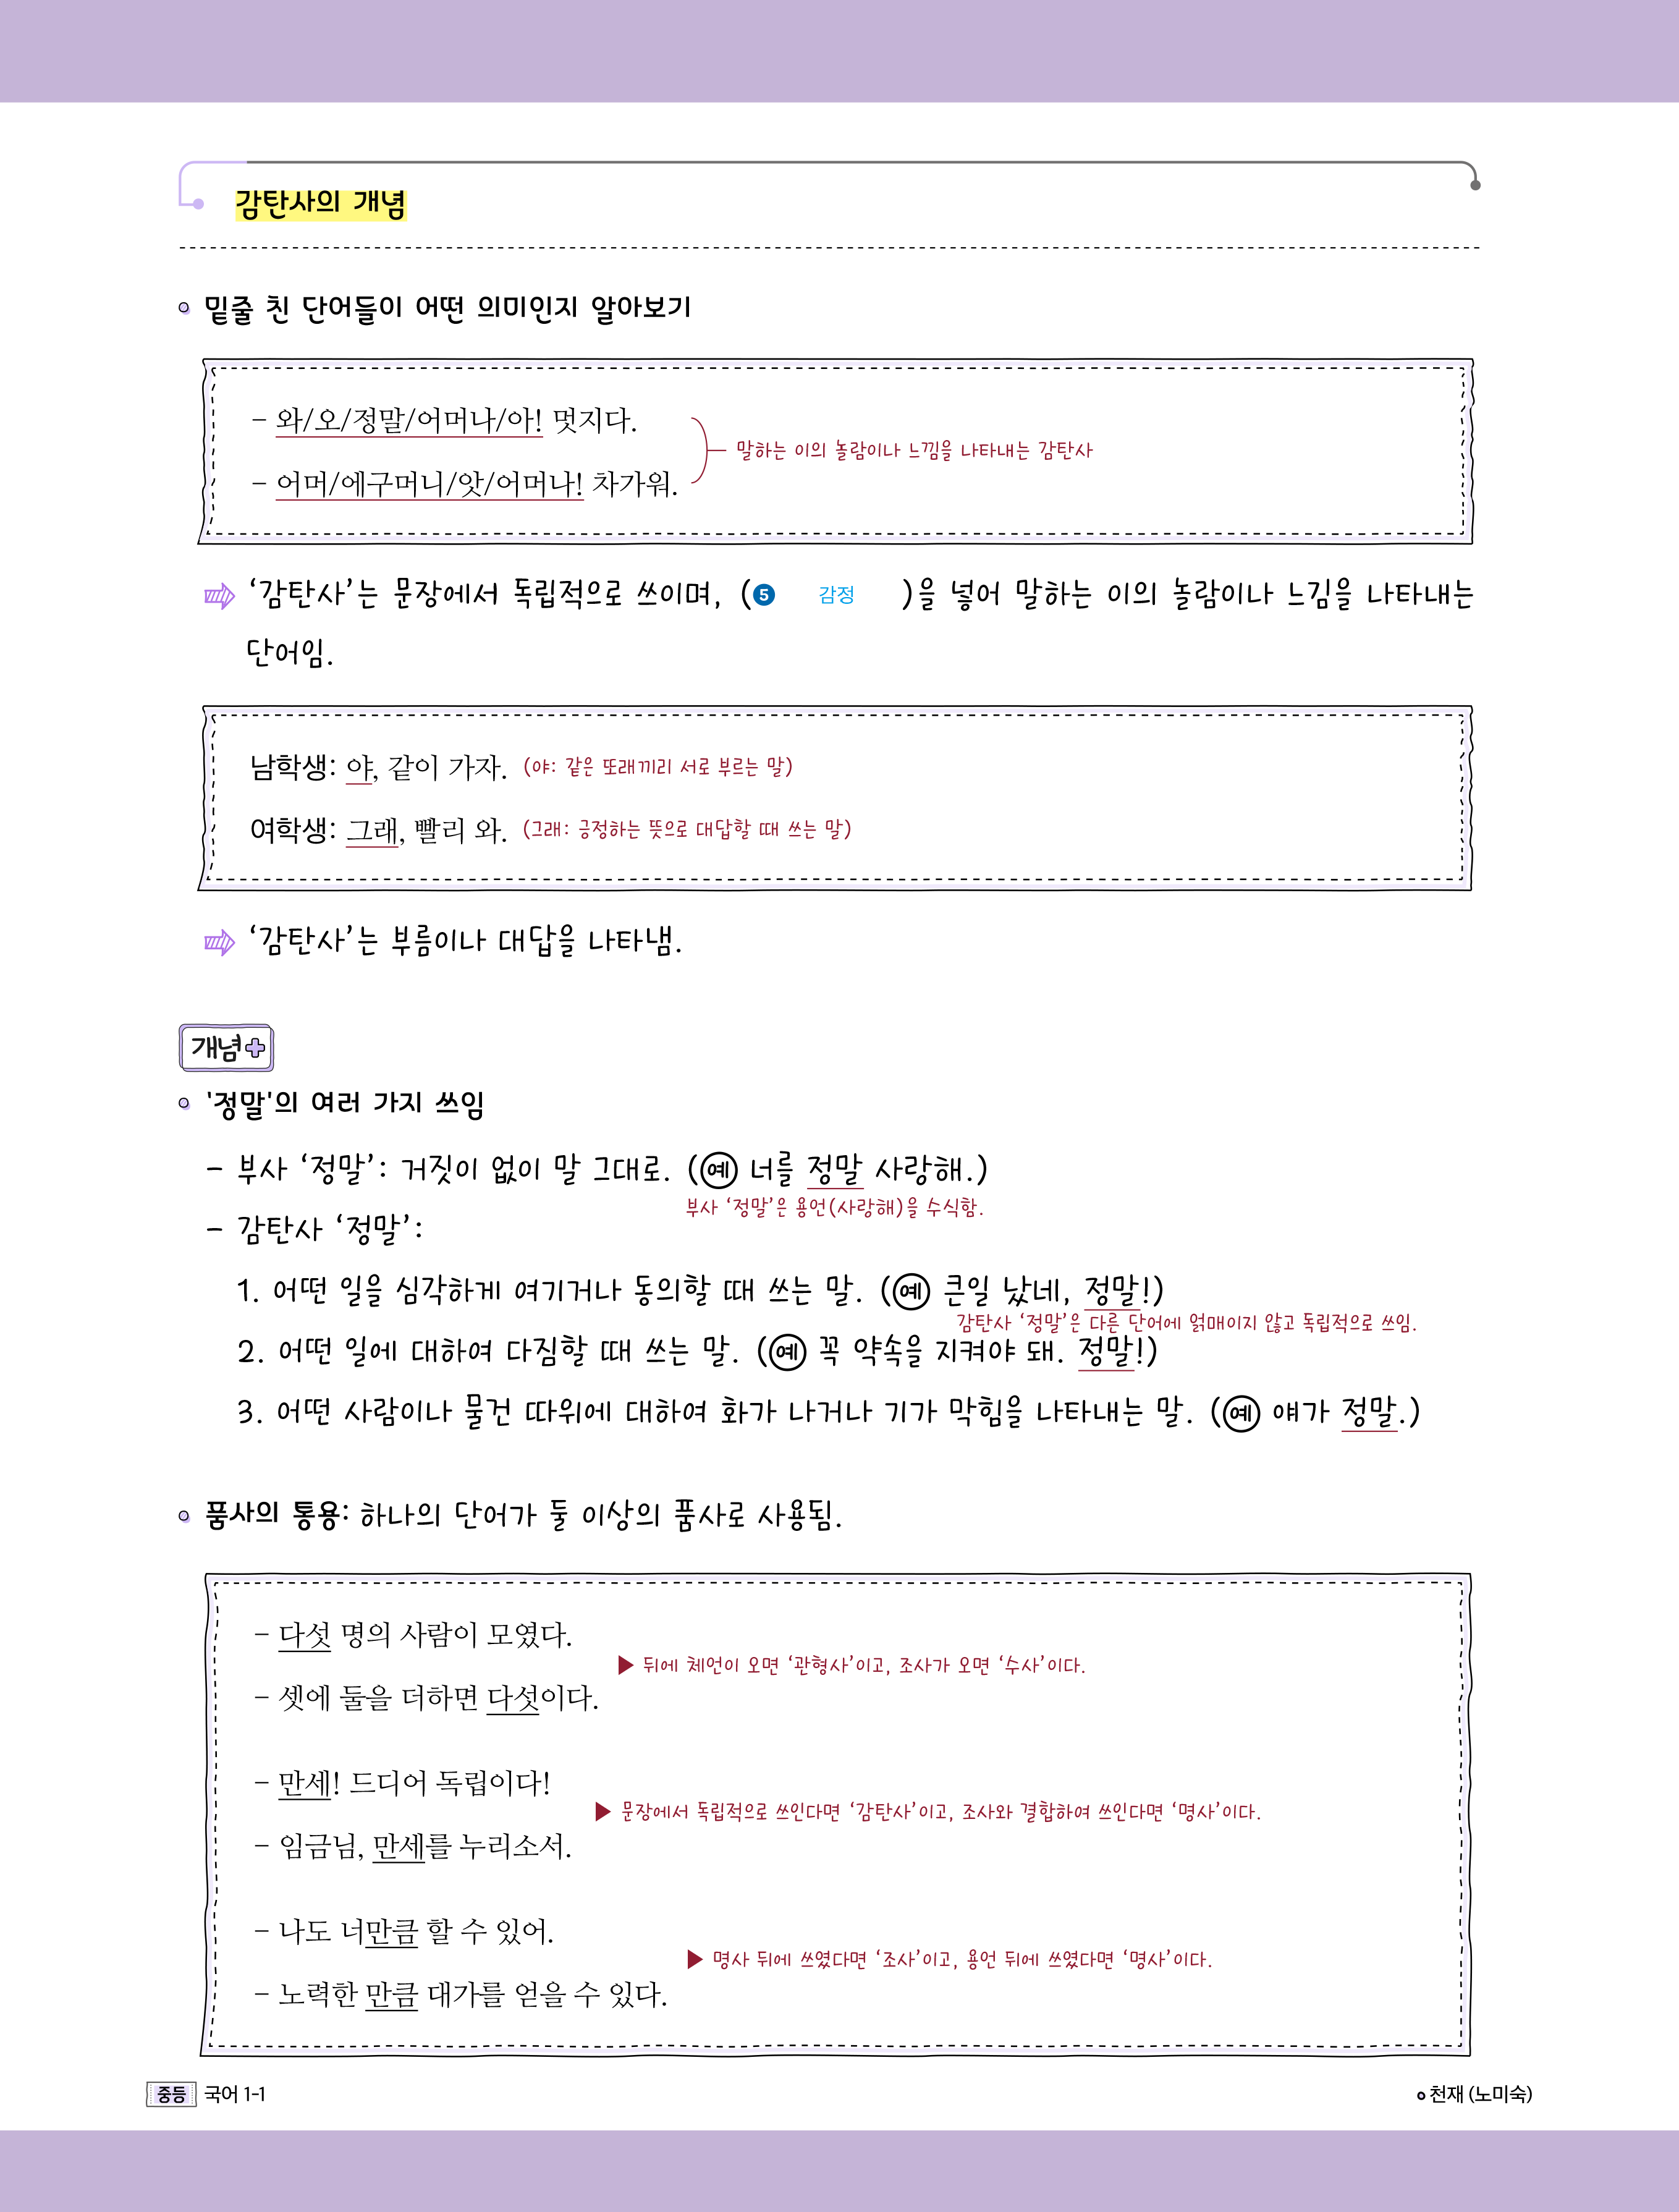 감탄사의 개념
밑줄 친 단어들이 어떤 의미인지 알아보기
– 와/오/정말/어머나/아! 멋지다.
말하는 이의 놀람이나 느낌을 나타내는 감탄사
– 어머/에구머니/앗/어머나! 차가워.
‘감탄사’는 문장에서 독립적으로 쓰이며, (5 감정 )을 넣어 말하는 이의 놀람이나 느낌을 나타내는
단어임.
남학생: 야, 같이 가자. (야: 같은 또래끼리 서로 부르는 말)
여학생: 그래, 빨리 와. (그래: 긍정하는 뜻으로 대답할 때 쓰는 말)
‘감탄사’는 부름이나 대답을 나타냄.
개념+
'정말'의 여러 가지 쓰임
– 부사 ‘정말’: 거짓이 없이 말 그대로. (예 너를 정말 사랑해.)
부사 ‘정말’은 용언(사랑해)을 수식함.
– 감탄사 ‘정말’:
1. 어떤 일을 심각하게 여기거나 동의할 때 쓰는 말. (예 큰일 났네, 정말!)
감탄사 ‘정말’은 다른 단어에 얽매이지 않고 독립적으로 쓰임.
2. 어떤 일에 대하여 다짐할 때 쓰는 말. (예 꼭 약속을 지켜야 돼. 정말!)
3. 어떤 사람이나 물건 따위에 대하여 화가 나거나 기가 막힘을 나타내는 말. (예 얘가 정말.)
품사의 통용: 하나의 단어가 둘 이상의 품사로 사용됨.
– 다섯 명의 사람이 모였다.
▶ 뒤에 체언이 오면 ‘관형사’이고, 조사가 오면 ‘수사’이다.
– 셋에 둘을 더하면 다섯이다.
– 만세! 드디어 독립이다!
▶ 문장에서 독립적으로 쓰인다면 ‘감탄사’이고, 조사와 결합하여 쓰인다면 ‘명사’이다.
– 임금님, 만세를 누리소서.
– 나도 너만큼 할 수 있어.
▶ 명사 뒤에 쓰였다면 ‘조사’이고, 용언 뒤에 쓰였다면 ‘명사’이다.
– 노력한 만큼 대가를 얻을 수 있다.
중등 국어 1-1
천재 (노미숙)